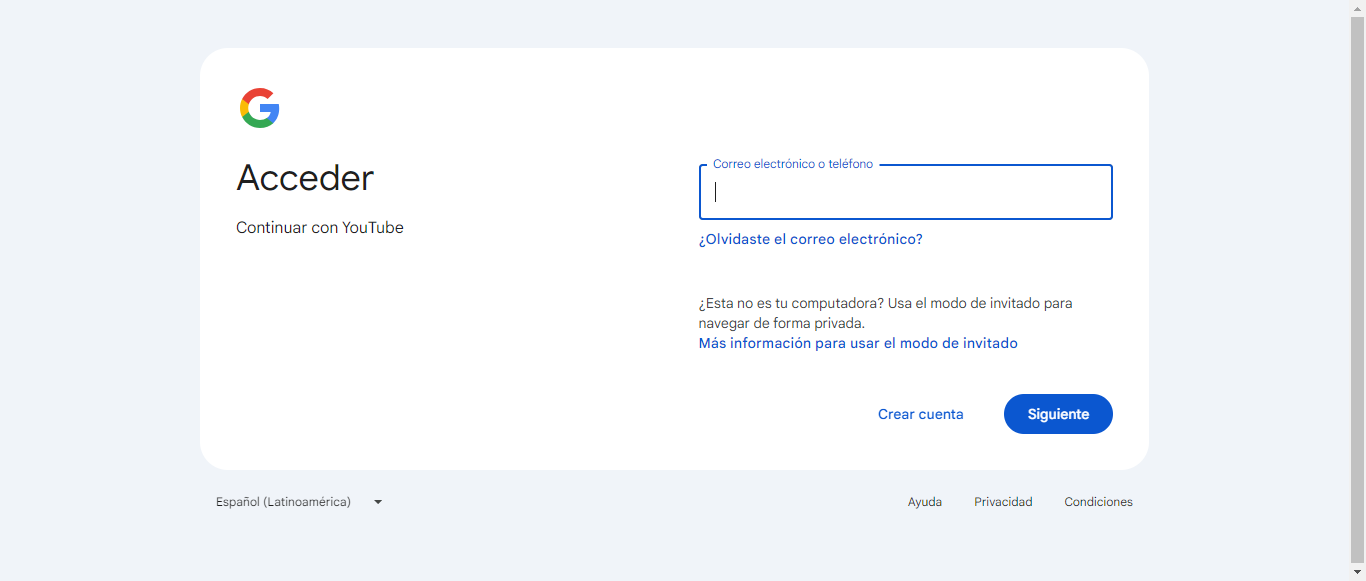 Acceder
Continuar con YouTube
Correo electrónico o teléfono
¿Olvidaste el correo electrónico?
¿Esta no es tu computadora? Usa el modo de invitado para
navegar de forma privada.
Más información para usar el modo de invitado
Crear cuenta
Siguiente
Español (Latinoamérica)
Ayuda
Privacidad
Condiciones